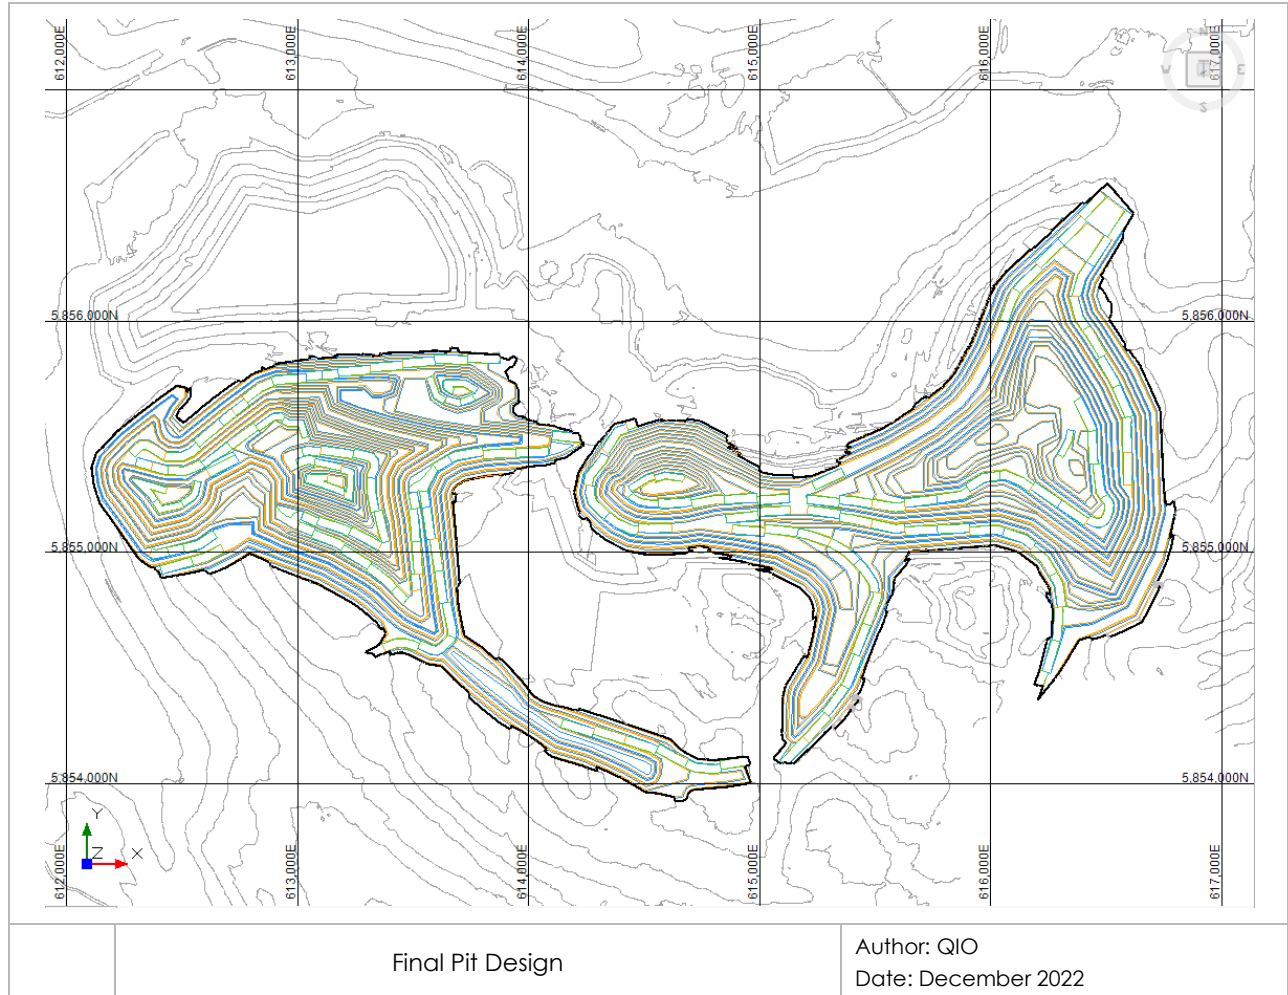 612,000E
613,000E
614,000E
615,000E
616,000E
617,000E
N
W
E
S
5,856,000N
5,856,000N
5,855,000N
5,855,000N
5,854,000N
5,854,000N
Y
Z
X
612,000E
613,000E
614,000E
615,000E
616,000E
617,000E
Final Pit Design
Author: QIO
Date: December 2022